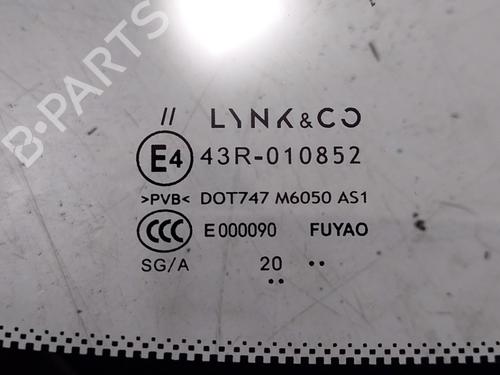 // LYNK&CO
E4 43R-010852
>PVB< DOT747 M6050 AS1
CCC E000090 FUYAO
SG/A 20 ..
..
B-PARTS